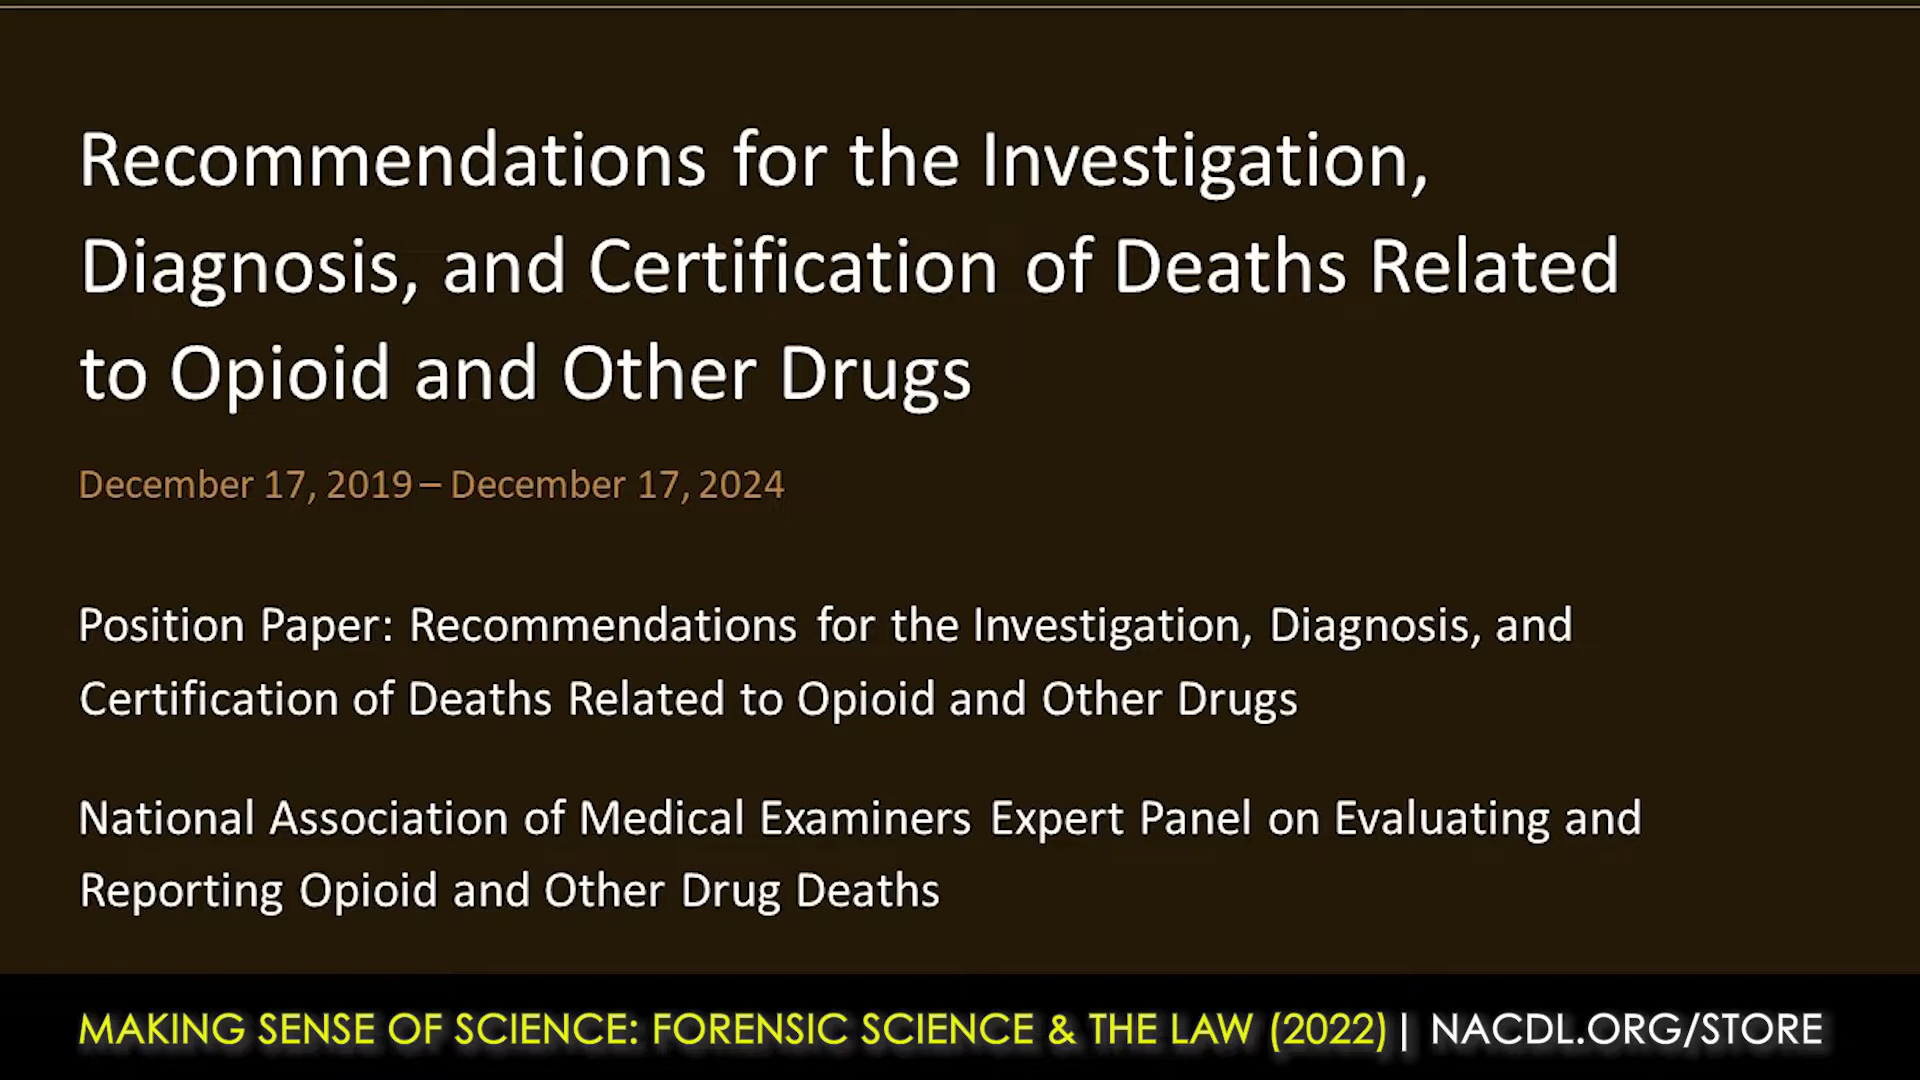 Recommendations for the Investigation,
Diagnosis, and Certification of Deaths Related
to Opioid and Other Drugs
December 17, 2019 – December 17, 2024
Position Paper: Recommendations for the Investigation, Diagnosis, and
Certification of Deaths Related to Opioid and Other Drugs
National Association of Medical Examiners Expert Panel on Evaluating and
Reporting Opioid and Other Drug Deaths
MAKING SENSE OF SCIENCE: FORENSIC SCIENCE & THE LAW (2022) | NACDL.ORG/STORE